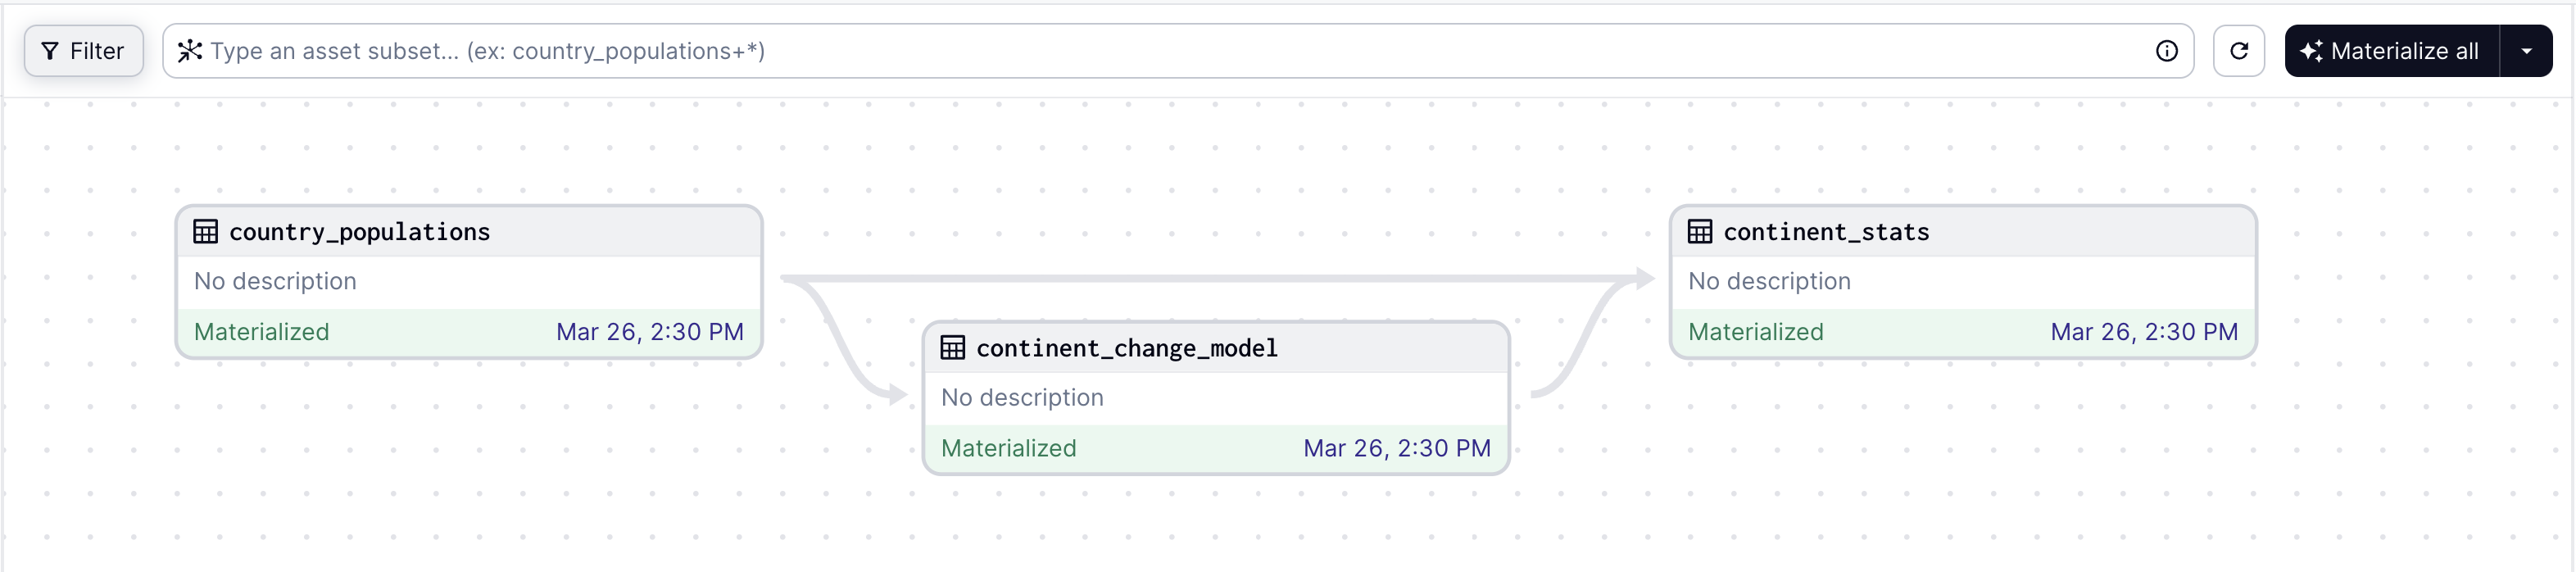 Filter
Type an asset subset... (ex: country_populations+*)
Materialize all
country_populations
No description
Materialized Mar 26, 2:30 PM
continent_change_model
No description
Materialized Mar 26, 2:30 PM
continent_stats
No description
Materialized Mar 26, 2:30 PM